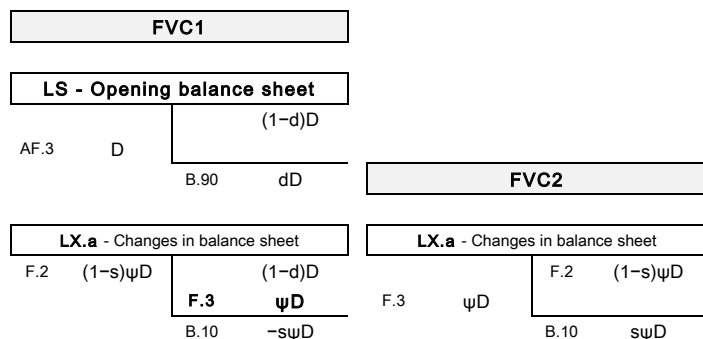 FVC1
LS - Opening balance sheet
(1−d)D
AF.3 D
B.90 dD
FVC2
LX.a - Changes in balance sheet
F.2 (1−s)ψD (1−d)D
F.3 ψD
B.10 −sψD
LX.a - Changes in balance sheet
F.2 (1−s)ψD
F.3 ψD
B.10 sψD